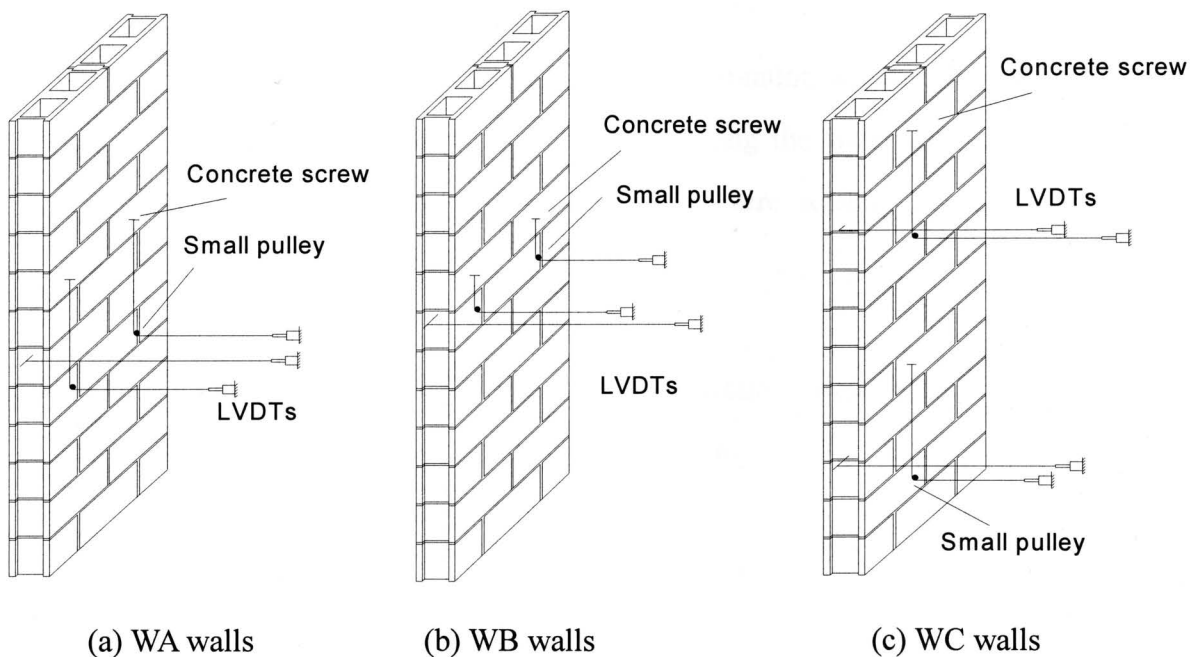 Concrete screw
Small pulley
LVDTs
(a) WA walls
Concrete screw
Small pulley
LVDTs
(b) WB walls
Concrete screw
LVDTs
Small pulley
(c) WC walls